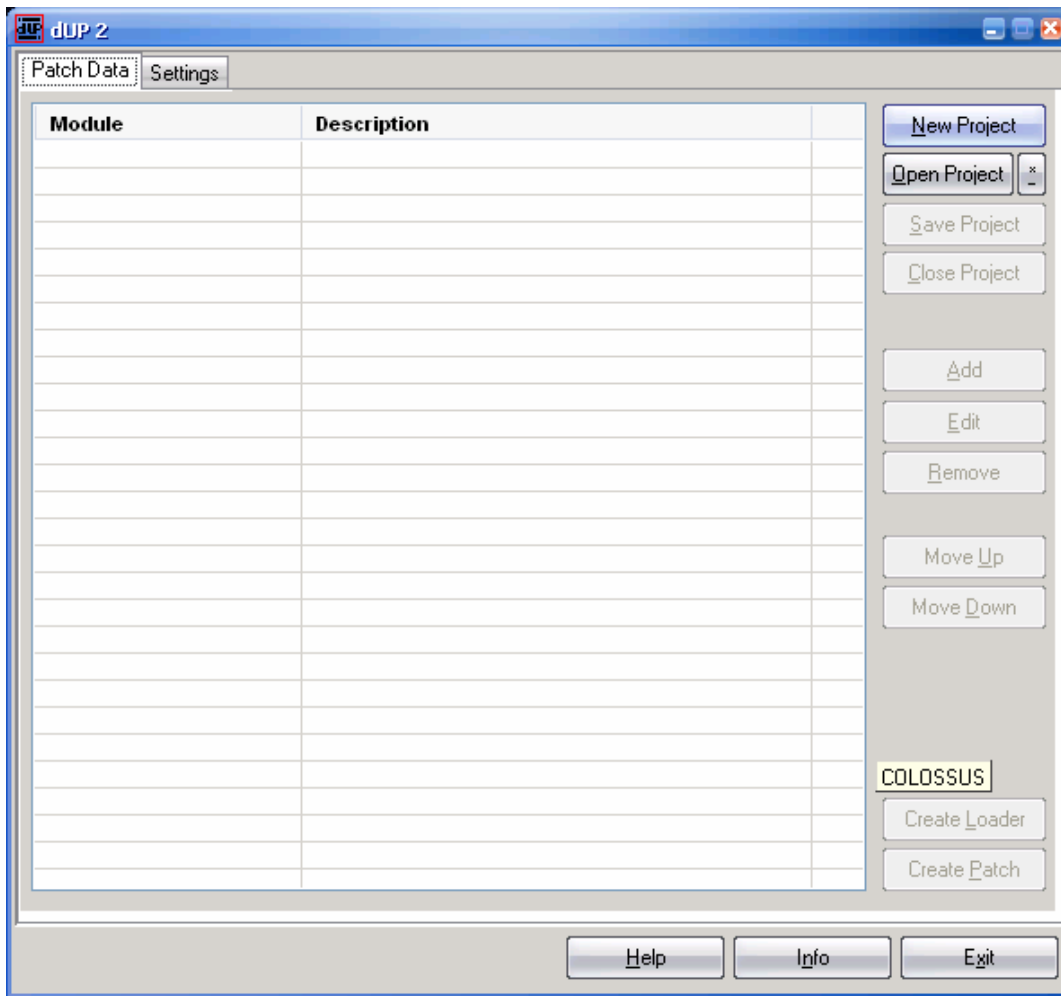 dUP dUP 2
Patch Data Settings
Module Description
New Project
Open Project
Save Project
Close Project
Add
Edit
Remove
Move Up
Move Down
COLOSSUS
Create Loader
Create Patch
Help Info Exit